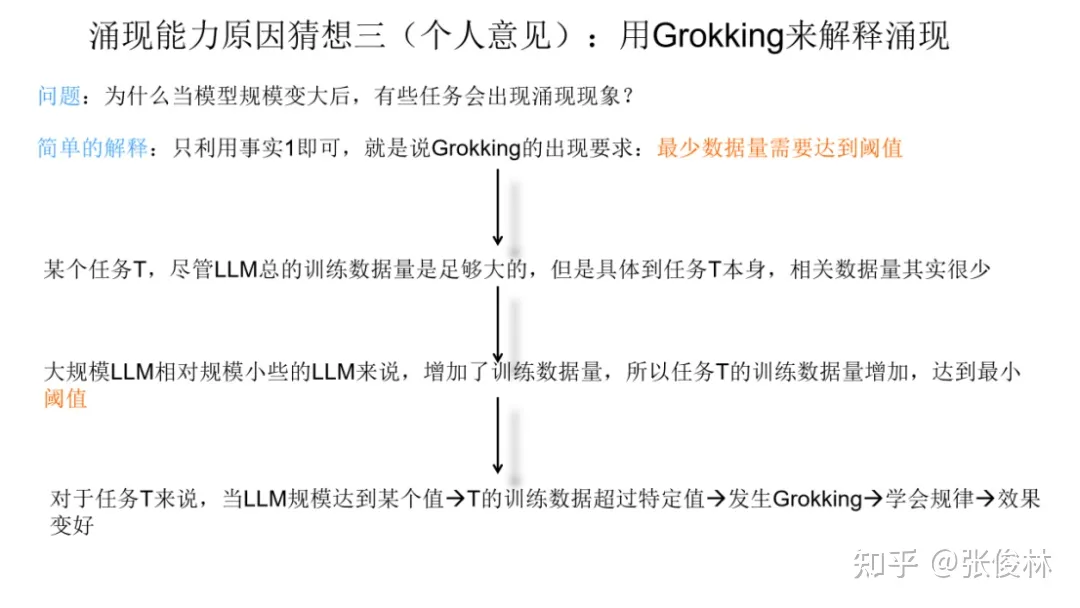 涌现能力原因猜想三（个人意见）：用Grokking来解释涌现
问题：为什么当模型规模变大后，有些任务会出现涌现现象？
简单的解释：只利用事实1即可，就是说Grokking的出现要求：最少数据量需要达到阈值
某个任务T，尽管LLM总的训练数据量是足够大的，但是具体到任务T本身，相关数据量其实很少
大规模LLM相对规模小些的LLM来说，增加了训练数据量，所以任务T的训练数据量增加，达到最小
阈值
对于任务T来说，当LLM规模达到某个值→T的训练数据超过特定值→发生Grokking→学会规律→效果
变好
知乎 @张俊林